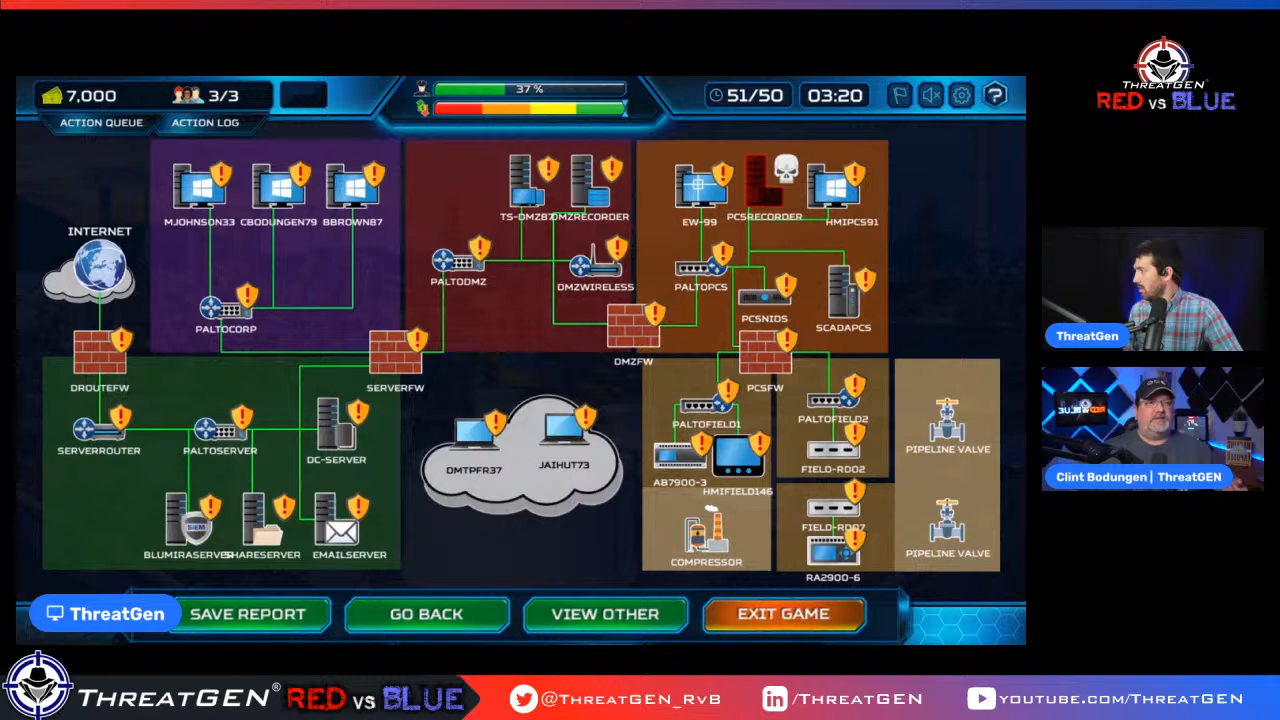 7,000
3/3
37 %
51/50
03:20
?
ACTION QUEUE
ACTION LOG
THREATGEN®
RED VS BLUE
MJOHNSON33
CBODUNGEN79
BBROWN87
TS-DMZ87
DMZRECORDER
EW-99
PCSRECORDER
HMIPCS91
INTERNET
PALTODMZ
DMZWIRELESS
PALTOPCS
PALTOCORP
PCSNIDS
SCADAPCS
DROUTEFW
SERVERFW
DMZFW
PCSFW
ThreatGen
SERVERROUTER
PALTOSERVER
DC-SERVER
DMTPFR37
JAIHUT73
PALTOFIELD1
PALTOFIELD2
PIPELINE VALVE
AB7900-3
HMIFIELD146
FIELD-RD02
Clint Bodungen | ThreatGEN
SIEM
BLUMIRASERVER
SHARESERVER
EMAILSERVER
COMPRESSOR
FIELD-RD07
RA2900-6
PIPELINE VALVE
ThreatGen
SAVE REPORT
GO BACK
VIEW OTHER
EXIT GAME
THREATGEN® RED VS BLUE
@THREATGEN_RVB
/THREATGEN
YOUTUBE.COM/THREATGEN